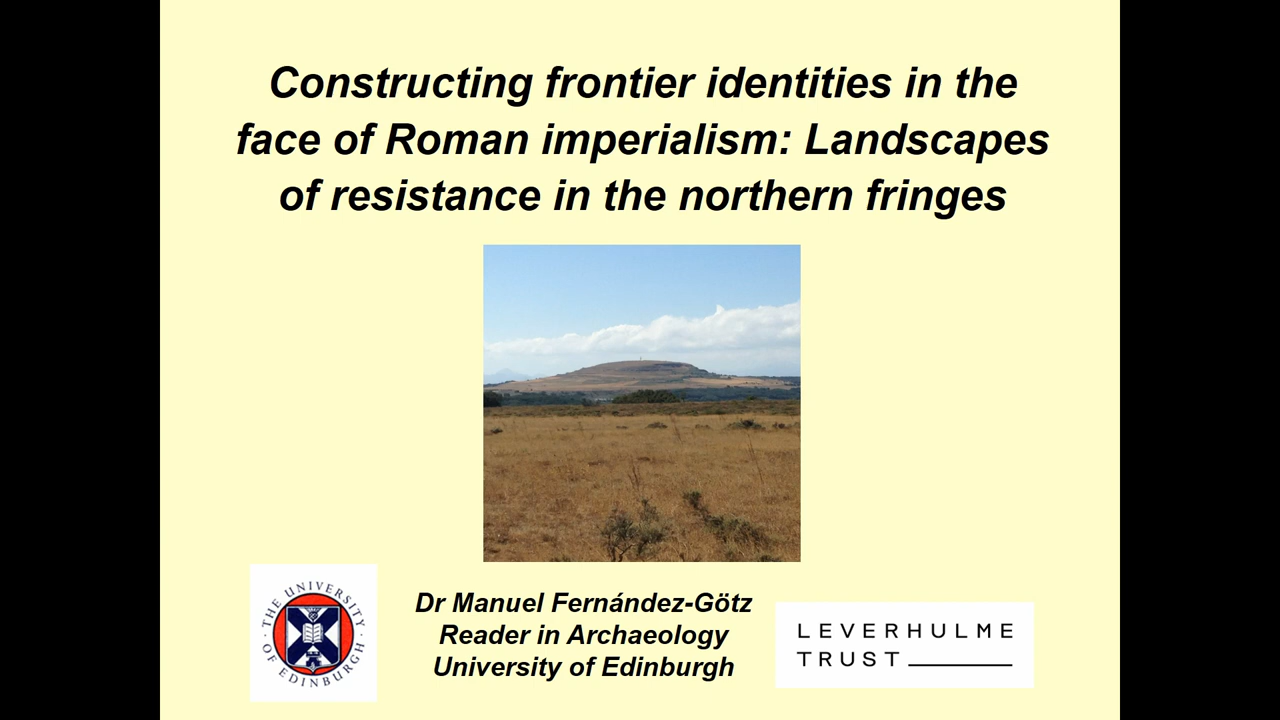 Constructing frontier identities in the
face of Roman imperialism: Landscapes
of resistance in the northern fringes
THE UNIVERSITY
OF EDINBURGH
Dr Manuel Fernández-Götz
Reader in Archaeology
University of Edinburgh
LEVERHULME
TRUST